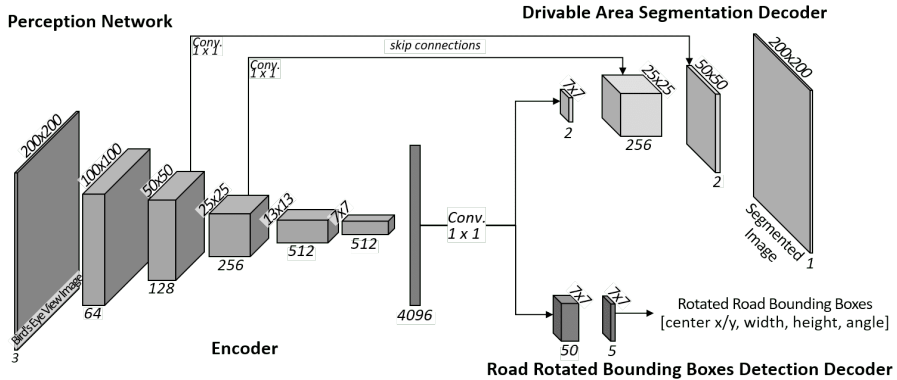 Perception Network
Drivable Area Segmentation Decoder
Conv.
1 x 1
skip connections
Conv.
1 x 1
200x200
100x100
50x50
25x25
13x13
7x7
Bird's Eye View Image
3
64
128
256
512
512
4096
Conv.
1 x 1
7x7
2
25x25
256
50x50
2
200x200
Segmented
Image
1
7x7
50
7x7
5
Rotated Road Bounding Boxes
[center x/y, width, height, angle]
Encoder
Road Rotated Bounding Boxes Detection Decoder